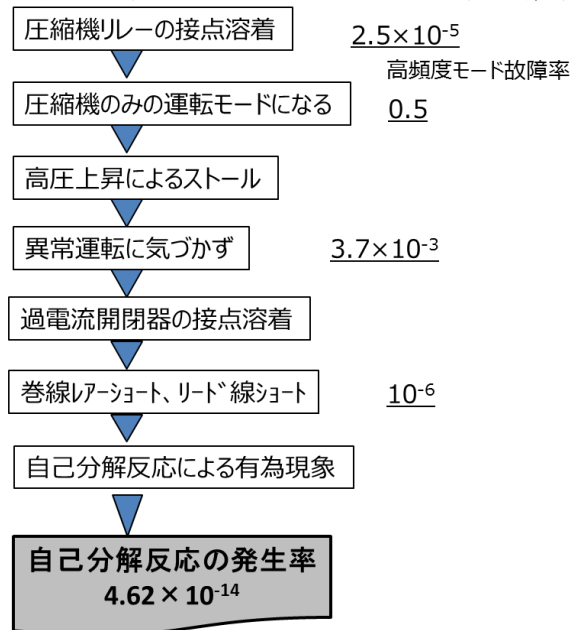 圧縮機リレーの接点溶着 2.5×10⁻⁵
高頻度モード故障率
圧縮機のみの運転モードになる 0.5
高圧上昇によるストール
異常運転に気づかず 3.7×10⁻³
過電流開閉器の接点溶着
巻線レアーショート、リード線ショート 10⁻⁶
自己分解反応による有為現象
自己分解反応の発生率
4.62×10⁻¹⁴